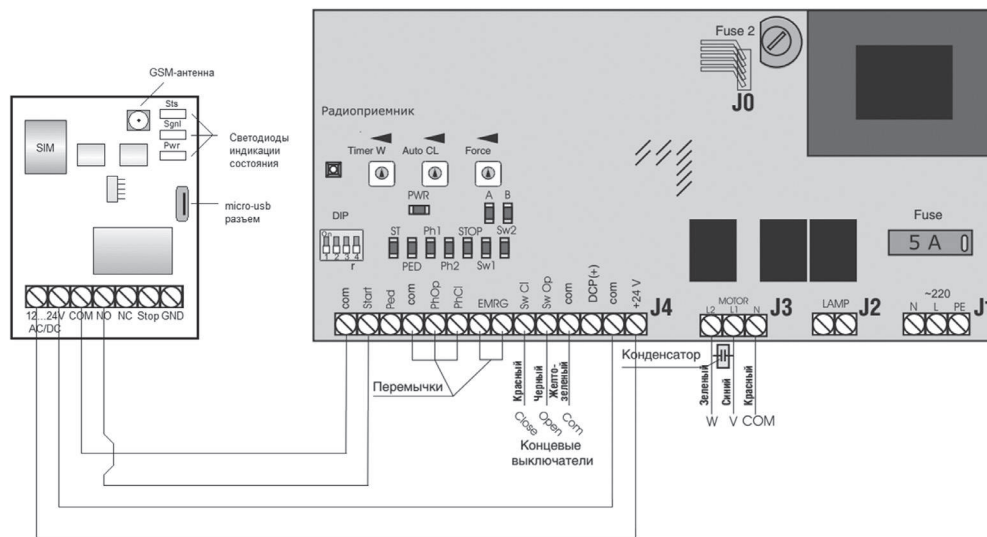 GSM-антенна
Sts
Sgnl
Pwr
SIM
Светодиоды
индикации
состояния
micro-usb
разъем
12...24V COM NO NC Stop GND
AC/DC
Fuse 2
J0
Радиоприемник
Timer W Auto CL Force
PWR A B
DIP
On
1 2 3 4
r
ST Ph1 STOP Sw2
PED Ph2 Sw1
Fuse
5 A
com Start Ped com PhOp PhCl EMRG Sw Cl Sw Op com DCP(+) com +24 V
J4
MOTOR
L2 L1 N
J3
LAMP
J2
~220
N L PE
J1
Перемычки
Красный
Черный
Желто-
зеленый
Close
Open
Com
Концевые
выключатели
Конденсатор
Зеленый
Синий
Красный
W V COM